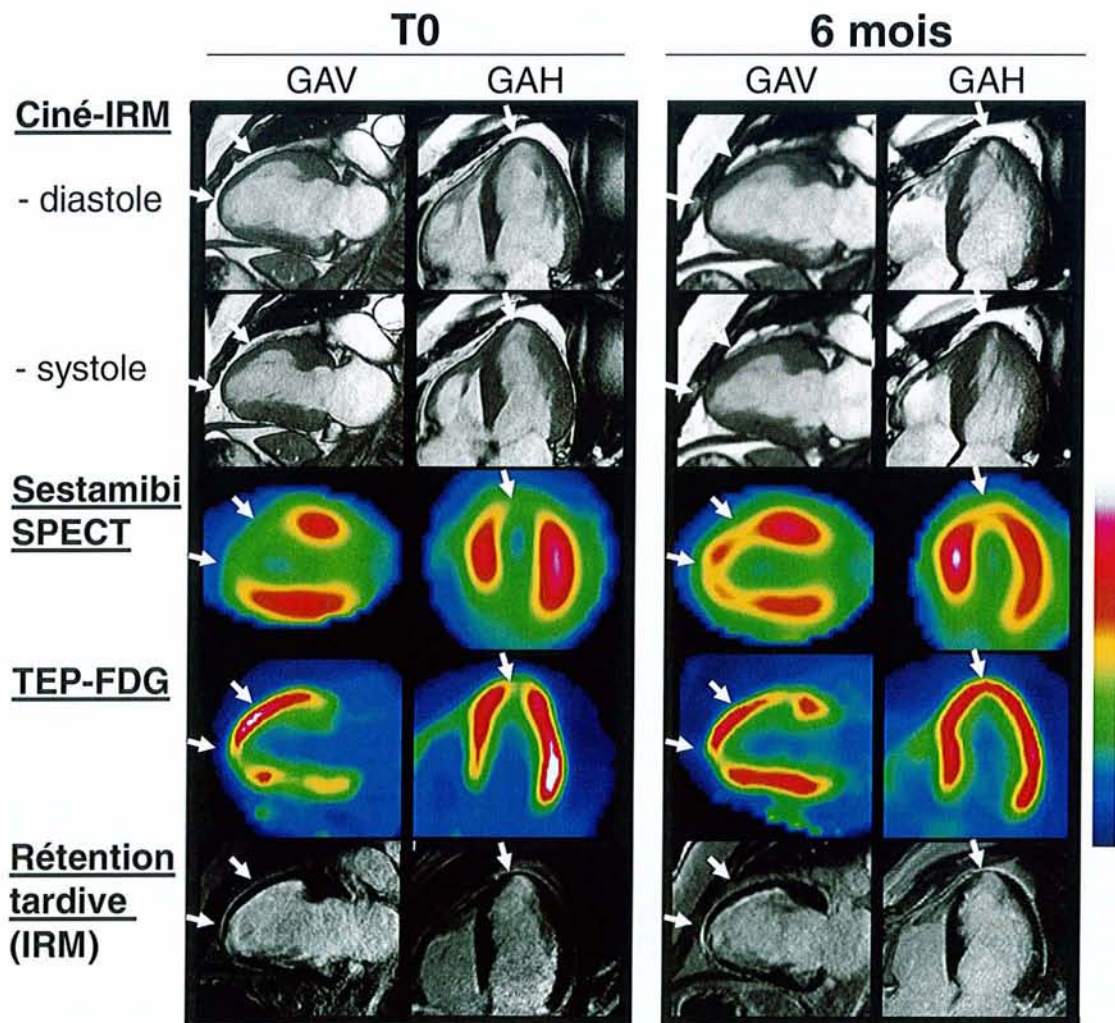 T0
6 mois
GAV
GAH
GAV
GAH
Ciné-IRM
- diastole
- systole
Sestamibi
SPECT
TEP-FDG
Rétention
tardive
(IRM)